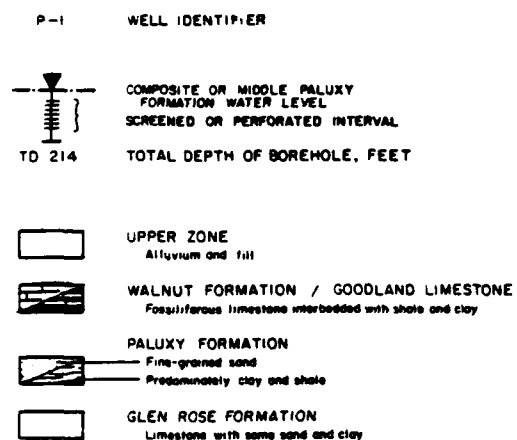 P-1 WELL IDENTIFIER
COMPOSITE OR MIDDLE PALUXY
FORMATION WATER LEVEL
SCREENED OR PERFORATED INTERVAL
TD 214 TOTAL DEPTH OF BOREHOLE, FEET
UPPER ZONE
Alluvium and fill
WALNUT FORMATION / GOODLAND LIMESTONE
Fossiliferous limestone interbedded with shale and clay
PALUXY FORMATION
Fine-grained sand
Predominately clay and shale
GLEN ROSE FORMATION
Limestone with some sand and clay